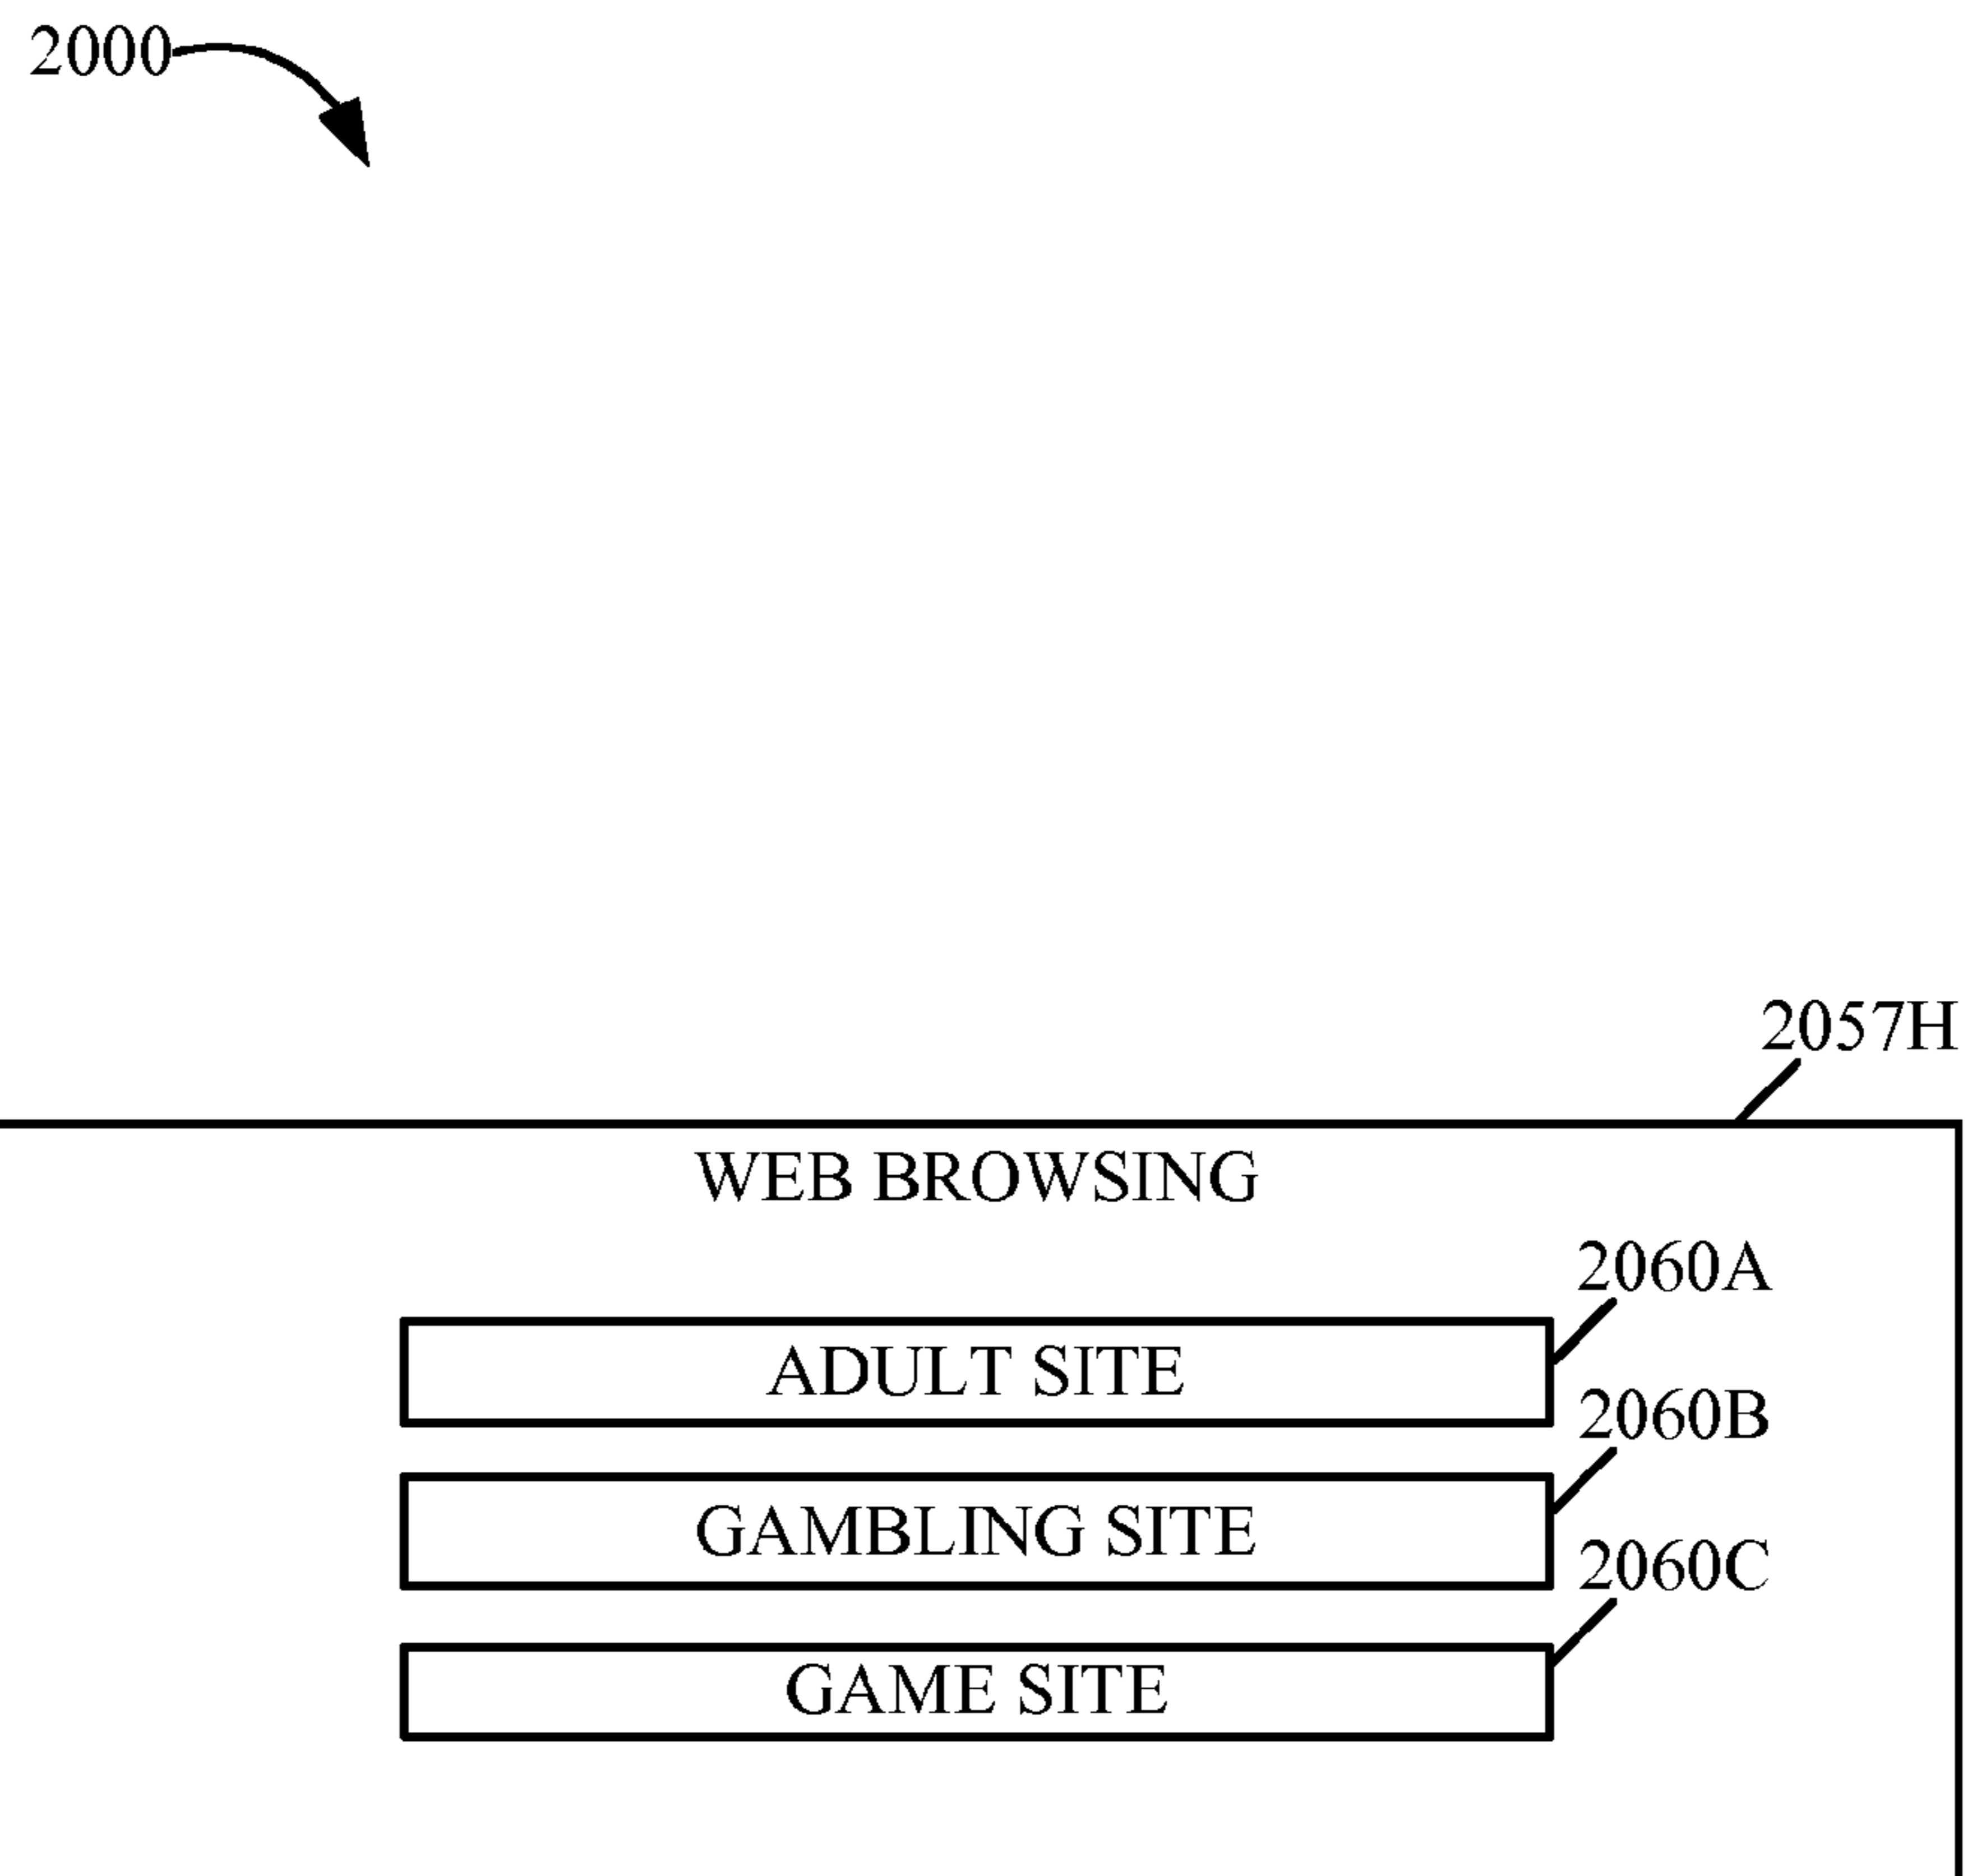 2000
2057H
WEB BROWSING
2060A
ADULT SITE
2060B
GAMBLING SITE
2060C
GAME SITE